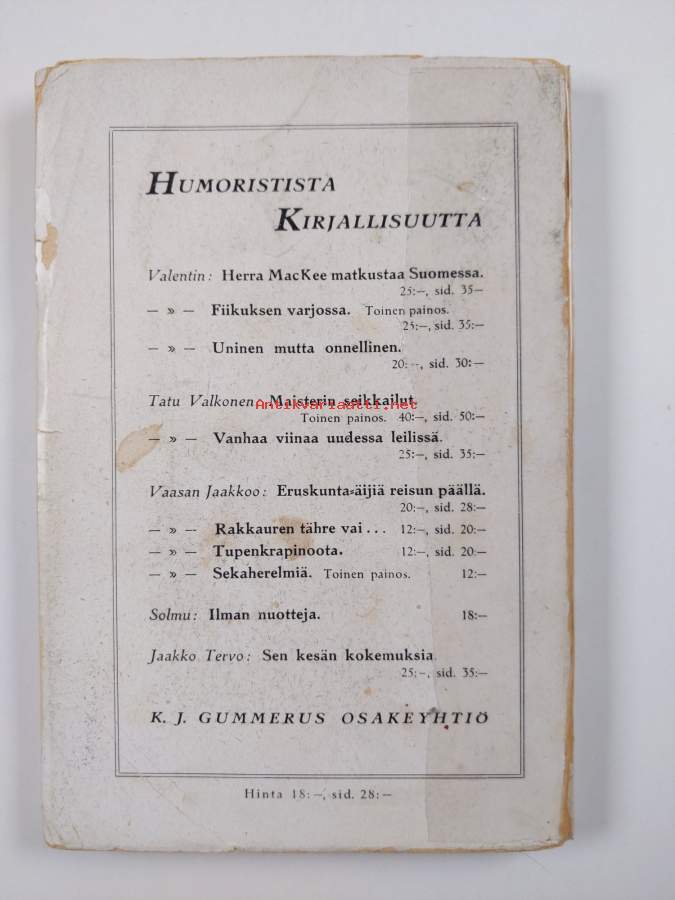 HUMORISTISTA
KIRJALLISUUTTA
Valentin: Herra MacKee matkustaa Suomessa.
25:—, sid. 35—
— » — Fiikuksen varjossa. Toinen painos.
25:—, sid. 35:—
— » — Uninen mutta onnellinen.
20:—, sid. 30:—
Tatu Valkonen: Maisterin seikkailut.
Antikvariaatti.net
Toinen painos. 40:—, sid. 50:—
— » — Vanhaa viinaa uudessa leilissä.
25:—, sid. 35:—
Vaasan Jaakkoo: Eruskunta-äijiä reisun päällä.
20:—, sid. 28:—
— » — Rakkauren tähre vai . . . 12:—, sid. 20:—
— » — Tupenkrapinoota. 12:—, sid. 20:—
— » — Sekaherelmiä. Toinen painos. 12:—
Solmu: Ilman nuotteja. 18:—
Jaakko Tervo: Sen kesän kokemuksia
25:—, sid. 35:—
K. J. GUMMERUS OSAKEYHTIÖ
Hinta 18:—, sid. 28:—